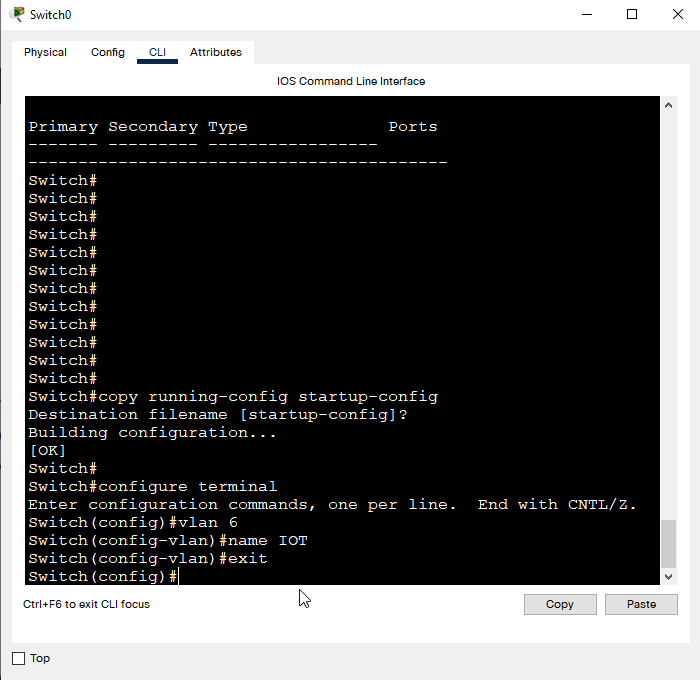 Switch0
Physical Config CLI Attributes
IOS Command Line Interface
Primary Secondary Type Ports
------- --------- -----------------
------------------------------------------
Switch#
Switch#
Switch#
Switch#
Switch#
Switch#
Switch#
Switch#
Switch#
Switch#
Switch#
Switch#
Switch#copy running-config startup-config
Destination filename [startup-config]?
Building configuration...
[OK]
Switch#
Switch#configure terminal
Enter configuration commands, one per line.  End with CNTL/Z.
Switch(config)#vlan 6
Switch(config-vlan)#name IOT
Switch(config-vlan)#exit
Switch(config)#
Ctrl+F6 to exit CLI focus Copy Paste
Top